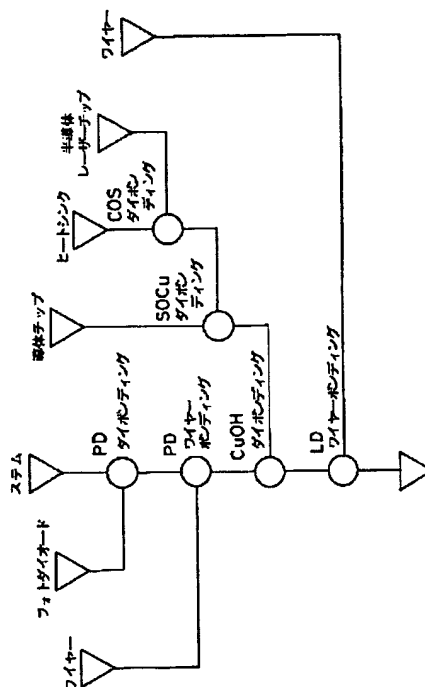 ワイヤー
半導体
レーザーチップ
ヒートシンク
COS
ダイボン
ディング
導体チップ
SOCu
ダイボン
ディング
ステム
PD
ダイボンディング
フォトダイオード
PD
ワイヤー
ボンディング
ワイヤー
CuOH
ダイボンディング
LD
ワイヤーボンディング